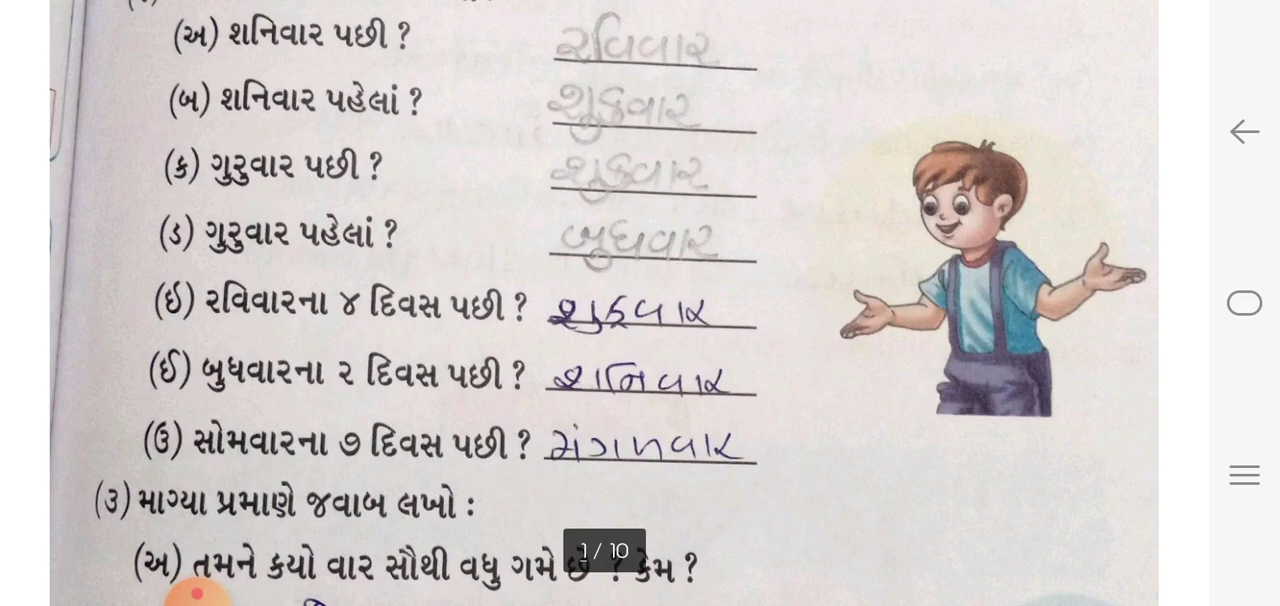 (અ) શનિવાર પછી ? રવિવાર
(બ) શનિવાર પહેલાં ? શુક્રવાર
(ક) ગુરુવાર પછી ? શુક્રવાર
(ડ) ગુરુવાર પહેલાં ? બુધવાર
(ઇ) રવિવારના ૪ દિવસ પછી ? શુક્રવાર
(ઈ) બુધવારના ૨ દિવસ પછી ? શનિવાર
(ઉ) સોમવારના ૭ દિવસ પછી ? મંગળવાર
(૩) માગ્યા પ્રમાણે જવાબ લખો :
(અ) તમને કયો વાર સૌથી વધુ ગમે છે ? કેમ ?
1 / 10